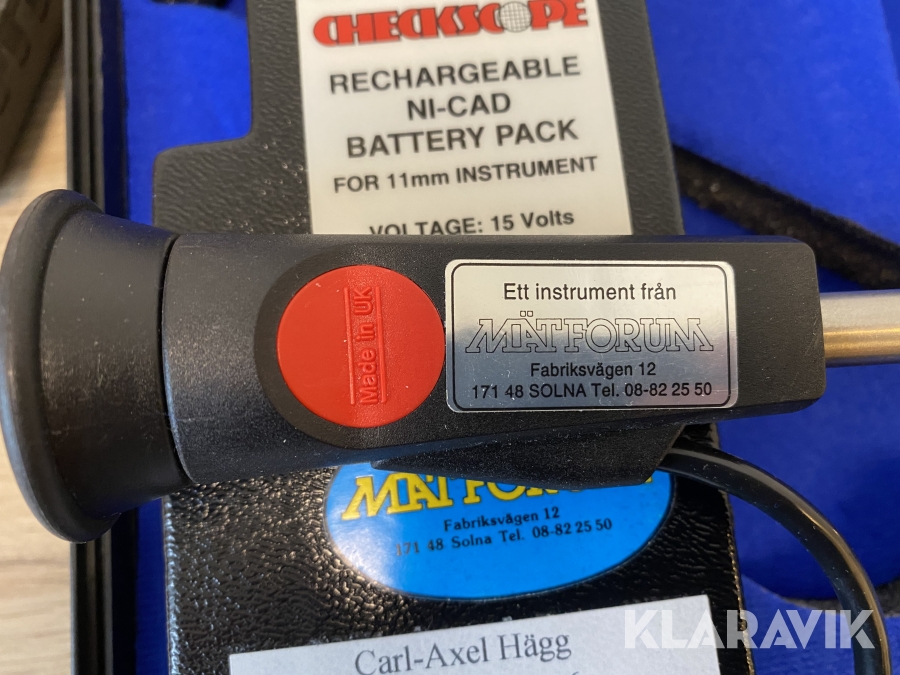 CHECKSCOPE
RECHARGEABLE
NI-CAD
BATTERY PACK
FOR 11mm INSTRUMENT
VOLTAGE: 15 Volts
Made in UK
Ett instrument från
MÄTFORUM
Fabriksvägen 12
171 48 SOLNA Tel. 08-82 25 50
MÄTFORUM
Fabriksvägen 12
171 48 Solna Tel. 08-82 25 50
Carl-Axel Hägg
KLARAVIK